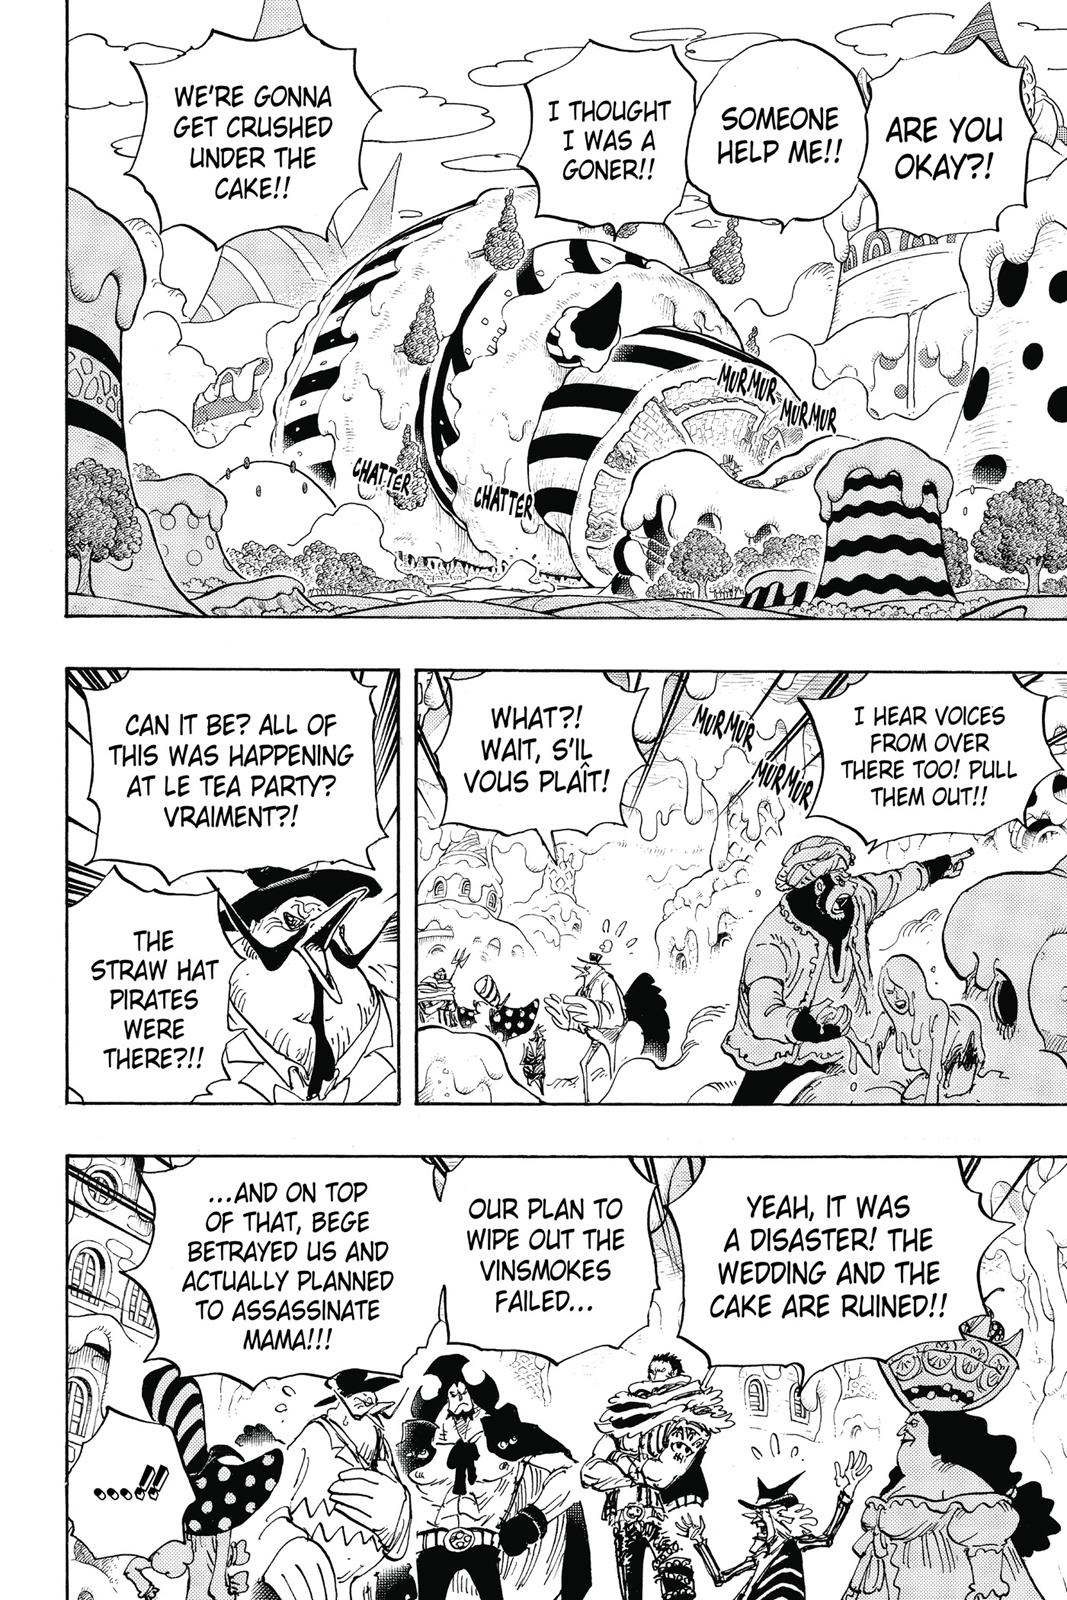 ARE YOU
OKAY?!
SOMEONE
HELP ME!!
I THOUGHT
I WAS A
GONER!!
WE'RE GONNA
GET CRUSHED
UNDER THE
CAKE!!
MURMUR
MURMUR
CHATTER
CHATTER
I HEAR VOICES
FROM OVER
THERE TOO! PULL
THEM OUT!!
MURMUR
MURMUR
WHAT?!
WAIT, S'IL
VOUS PLAÎT!
CAN IT BE? ALL OF
THIS WAS HAPPENING
AT LE TEA PARTY?
VRAIMENT?!
THE
STRAW HAT
PIRATES
WERE
THERE?!!
YEAH, IT WAS
A DISASTER! THE
WEDDING AND THE
CAKE ARE RUINED!!
OUR PLAN TO
WIPE OUT THE
VINSMOKES
FAILED...
...AND ON TOP
OF THAT, BEGE
BETRAYED US AND
ACTUALLY PLANNED
TO ASSASSINATE
MAMA!!!
.....!!